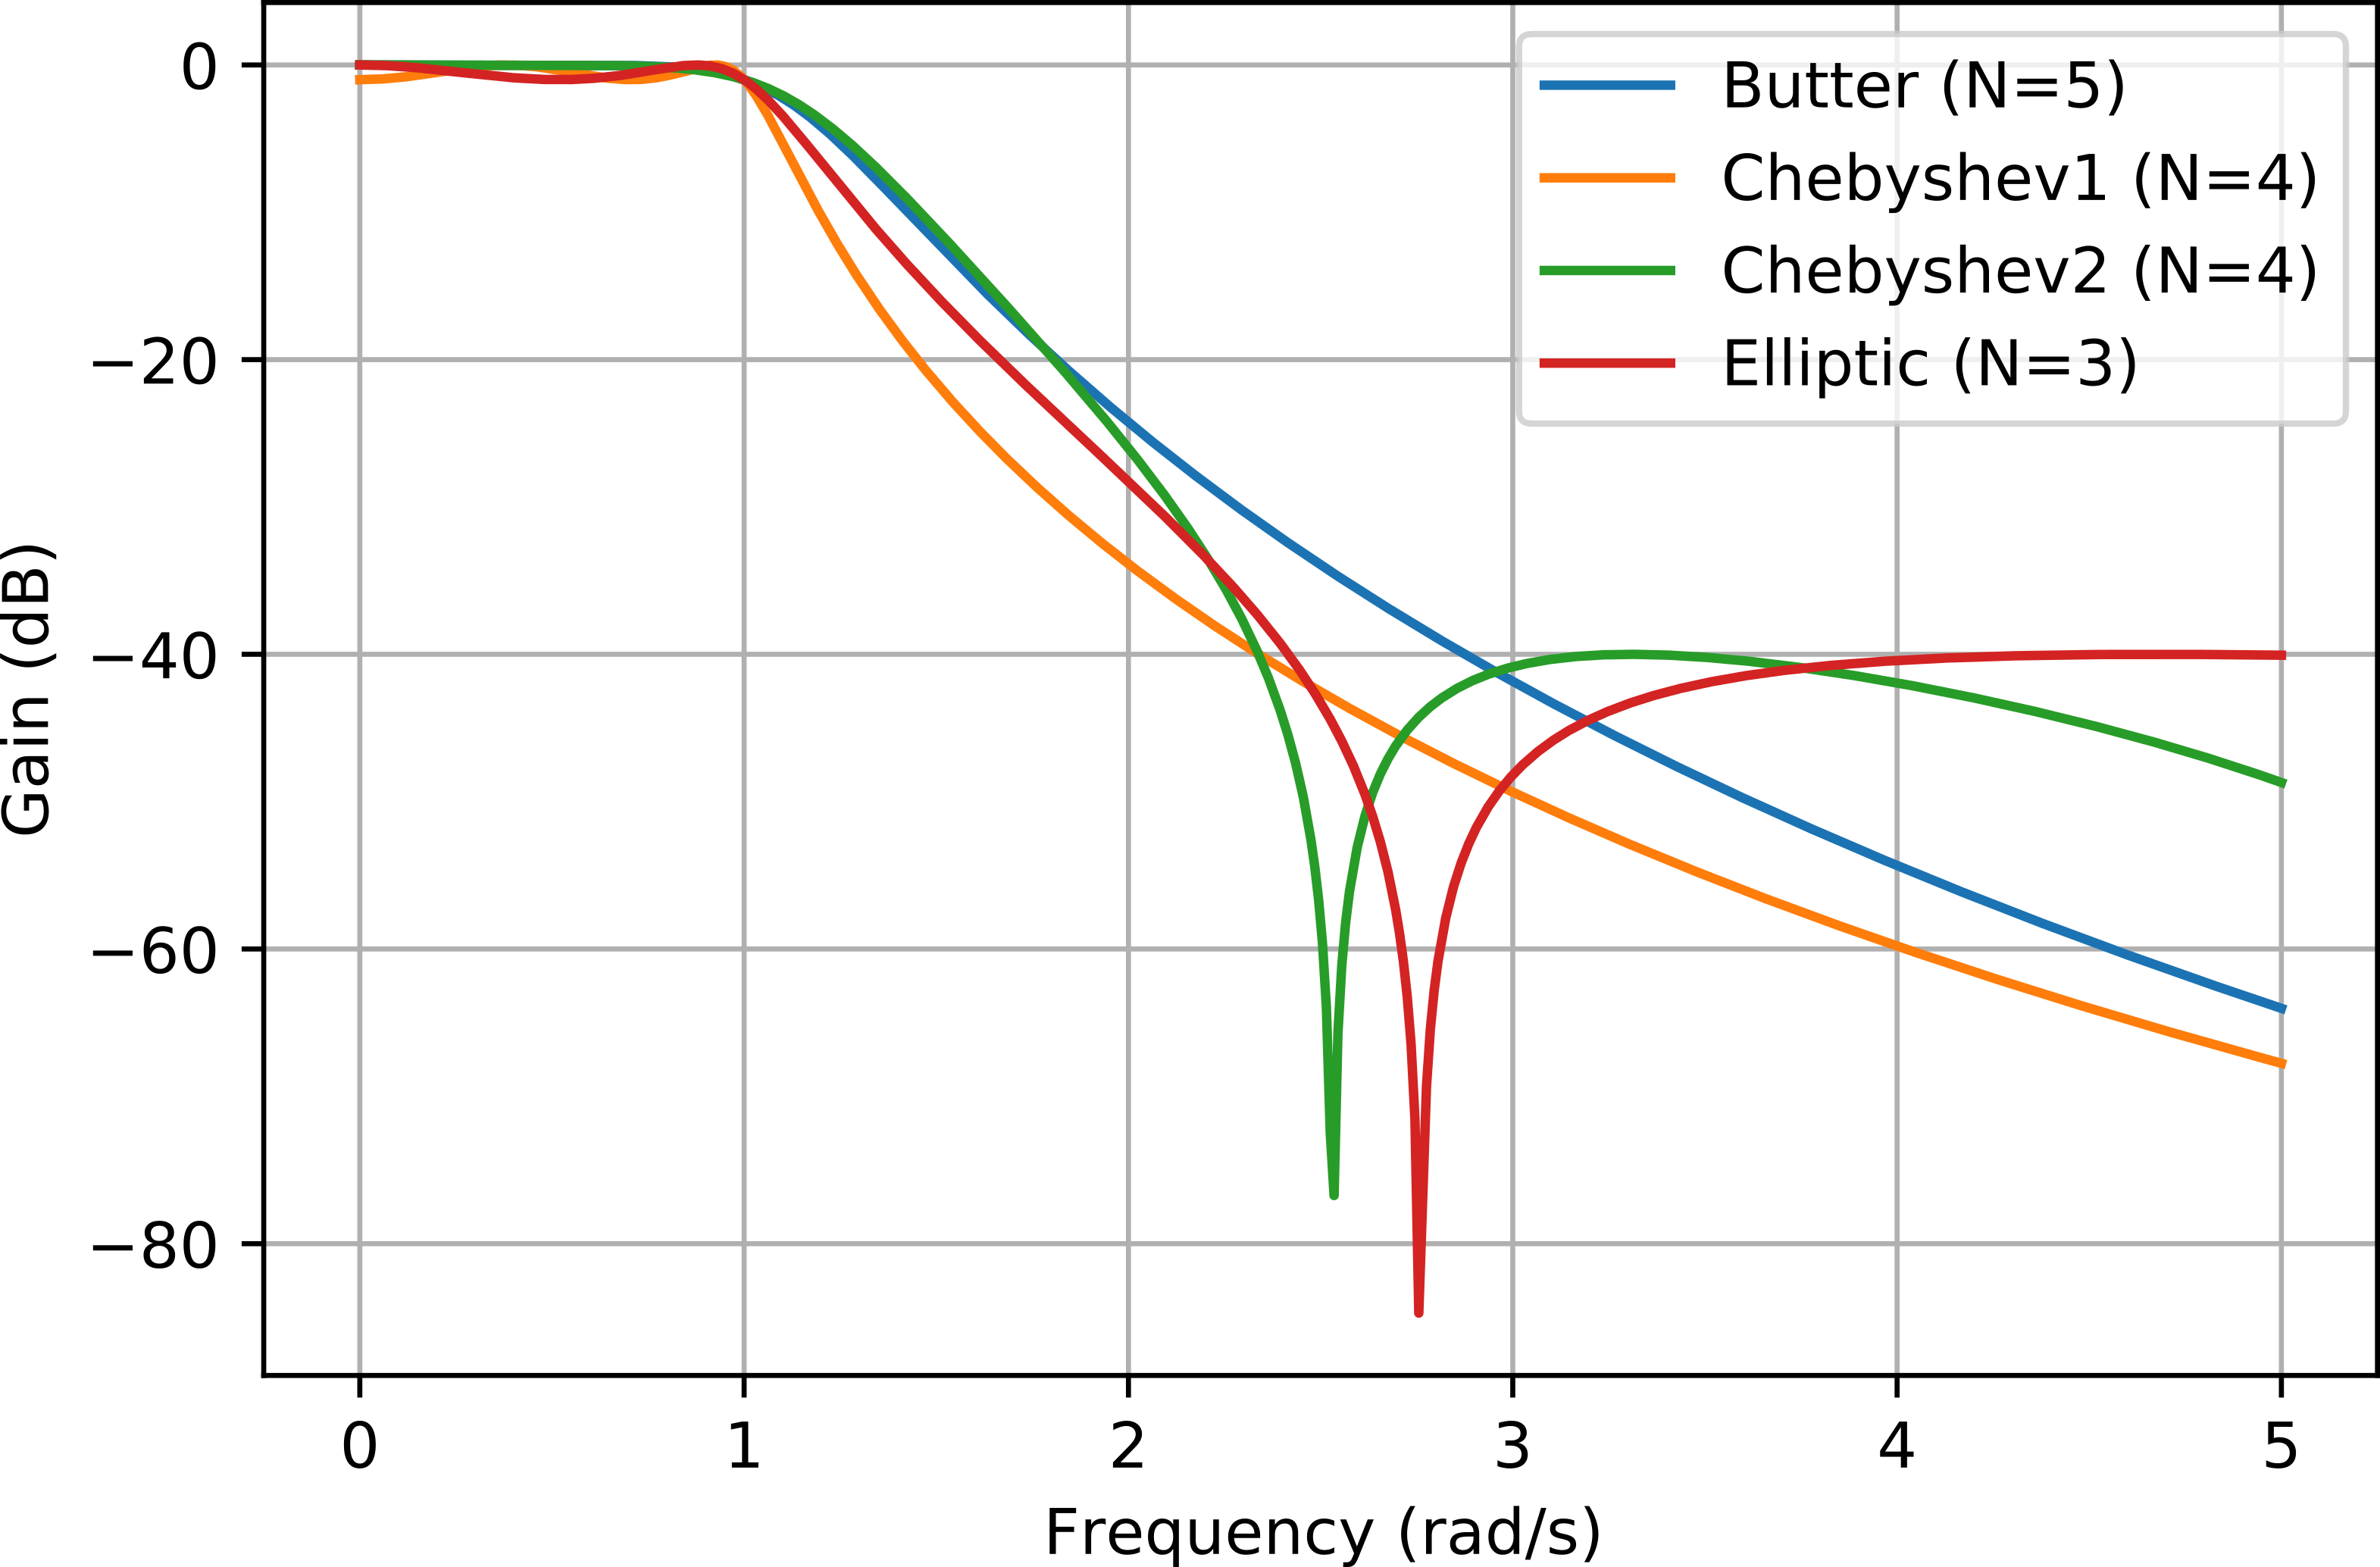 0
−20
−40
−60
−80
Gain (dB)
Butter (N=5)
Chebyshev1 (N=4)
Chebyshev2 (N=4)
Elliptic (N=3)
0 1 2 3 4 5
Frequency (rad/s)